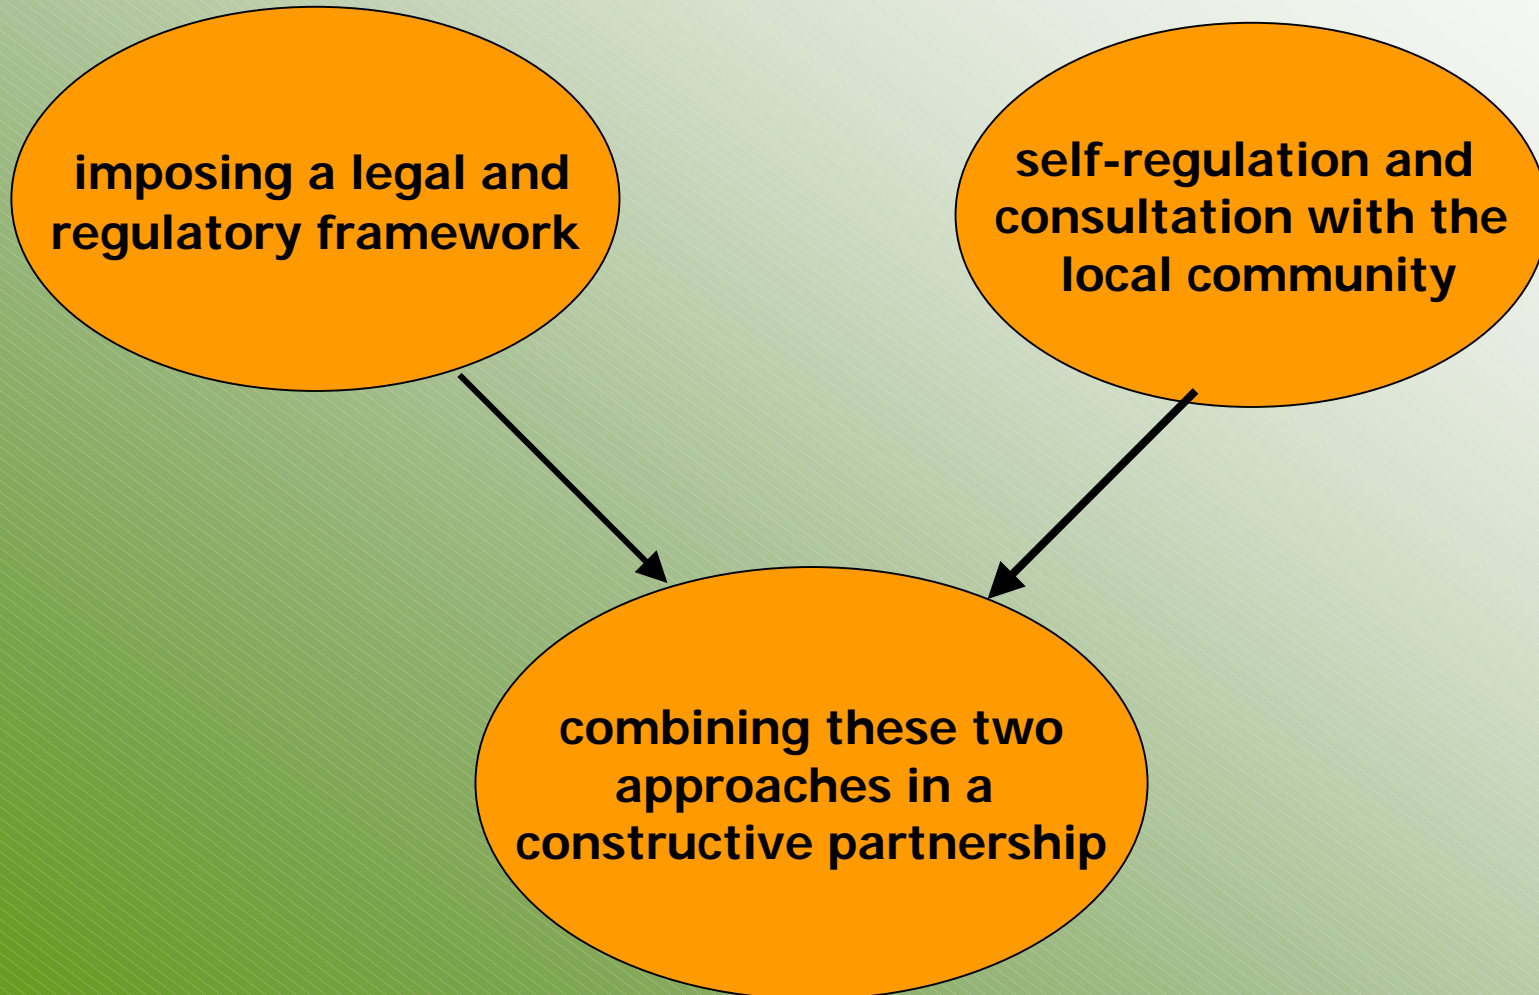 imposing a legal and
regulatory framework
self-regulation and
consultation with the
local community
combining these two
approaches in a
constructive partnership